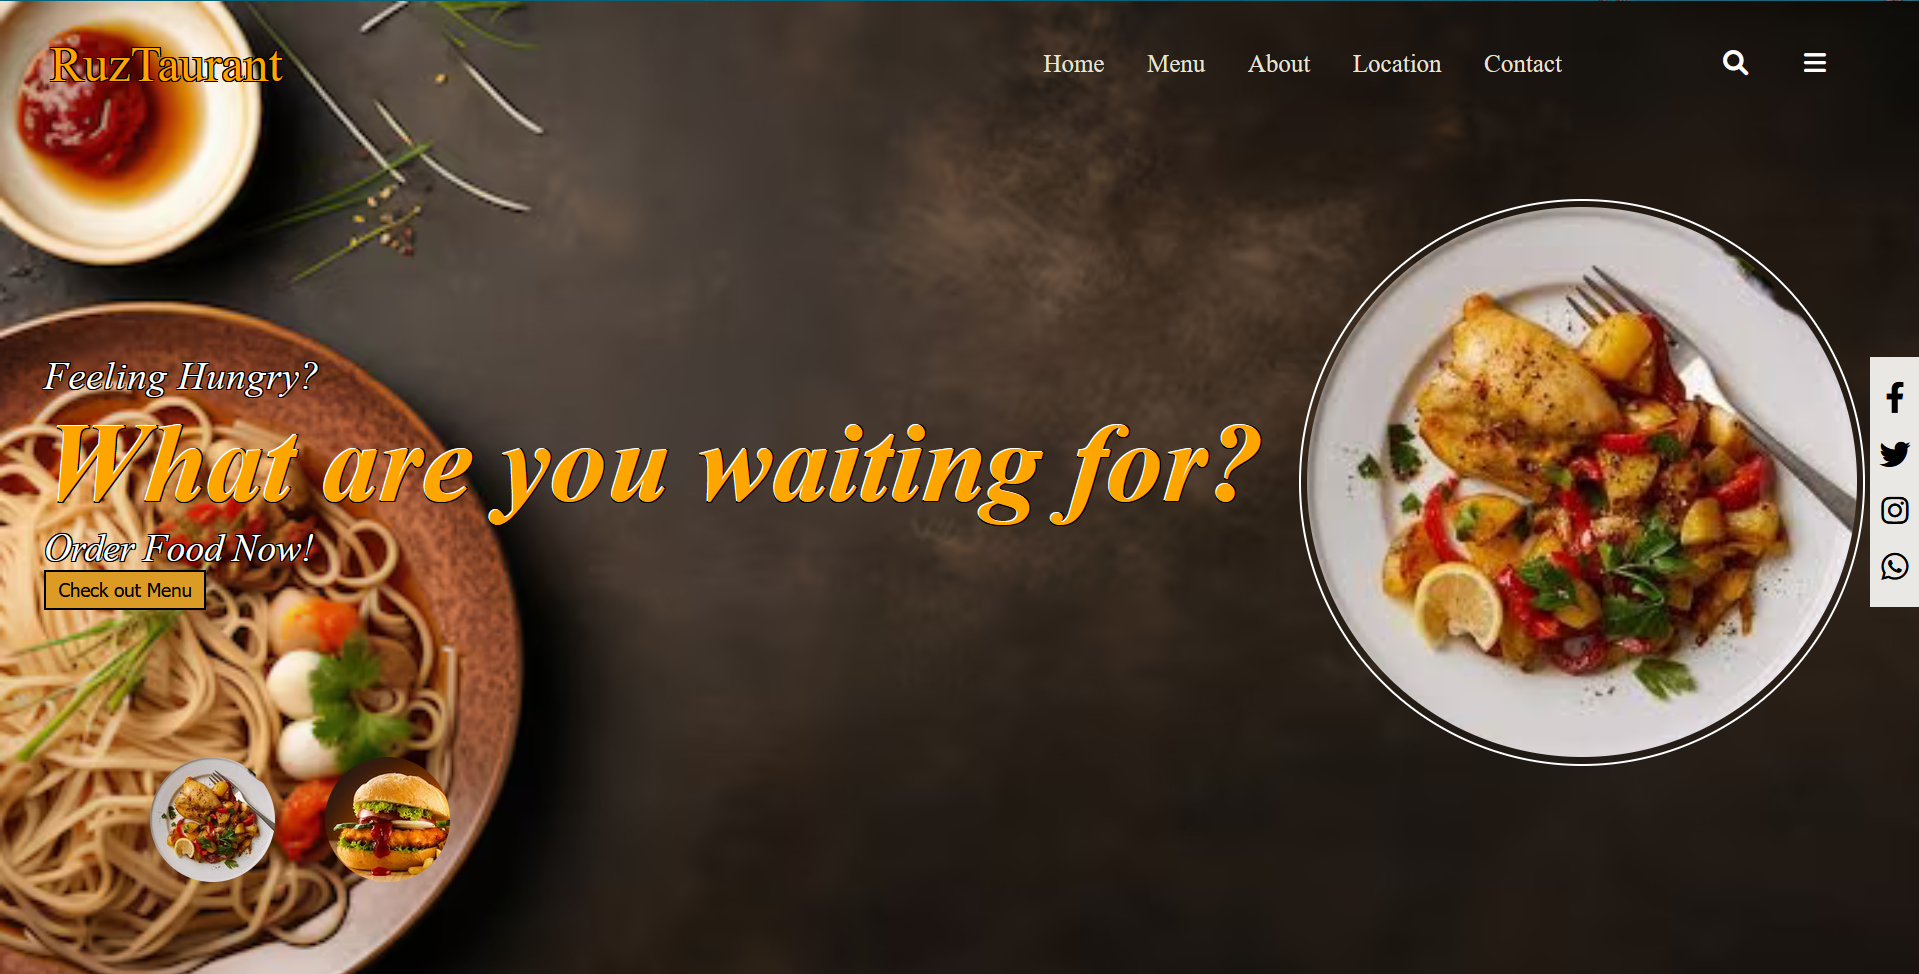 RuzTaurant
Home Menu About Location Contact
Feeling Hungry?
What are you waiting for?
Order Food Now!
Check out Menu